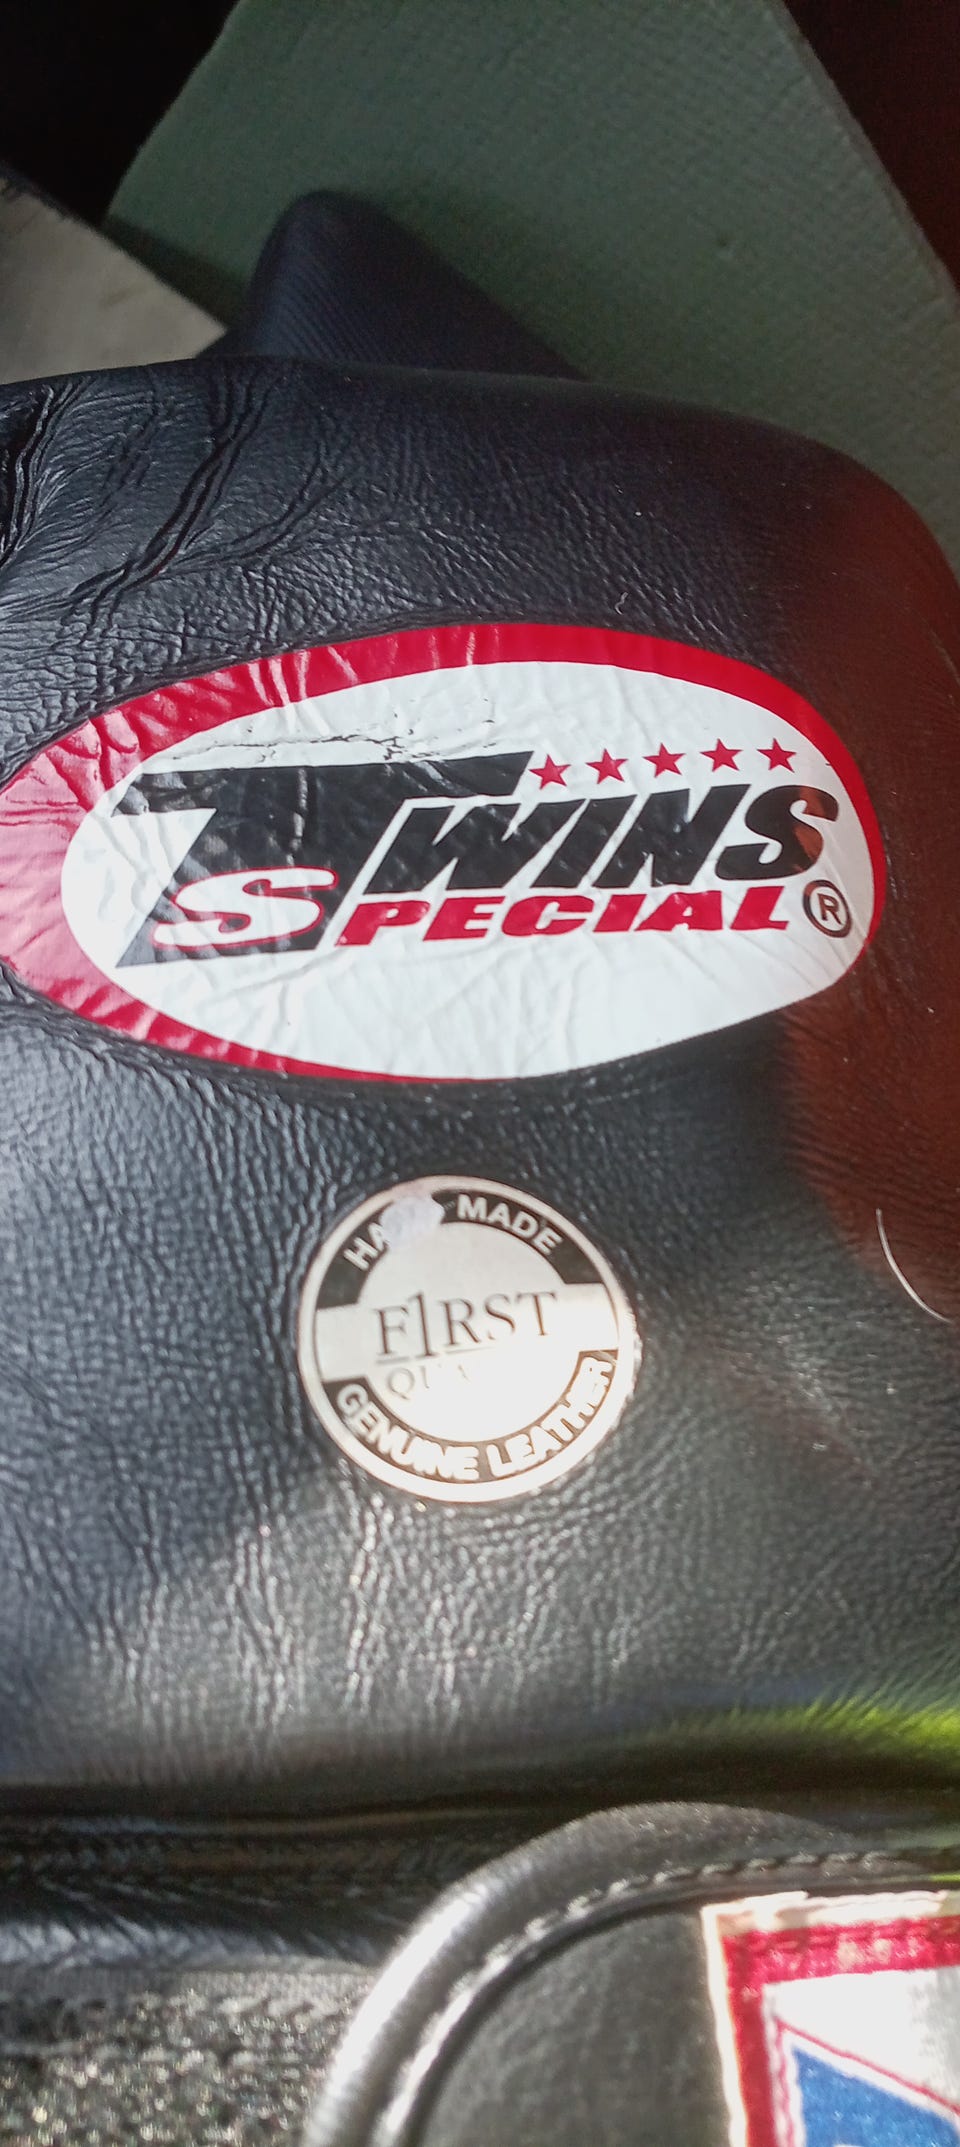 TWINS
SPECIAL®
MADE
F1RST
GENUINE LEATHER